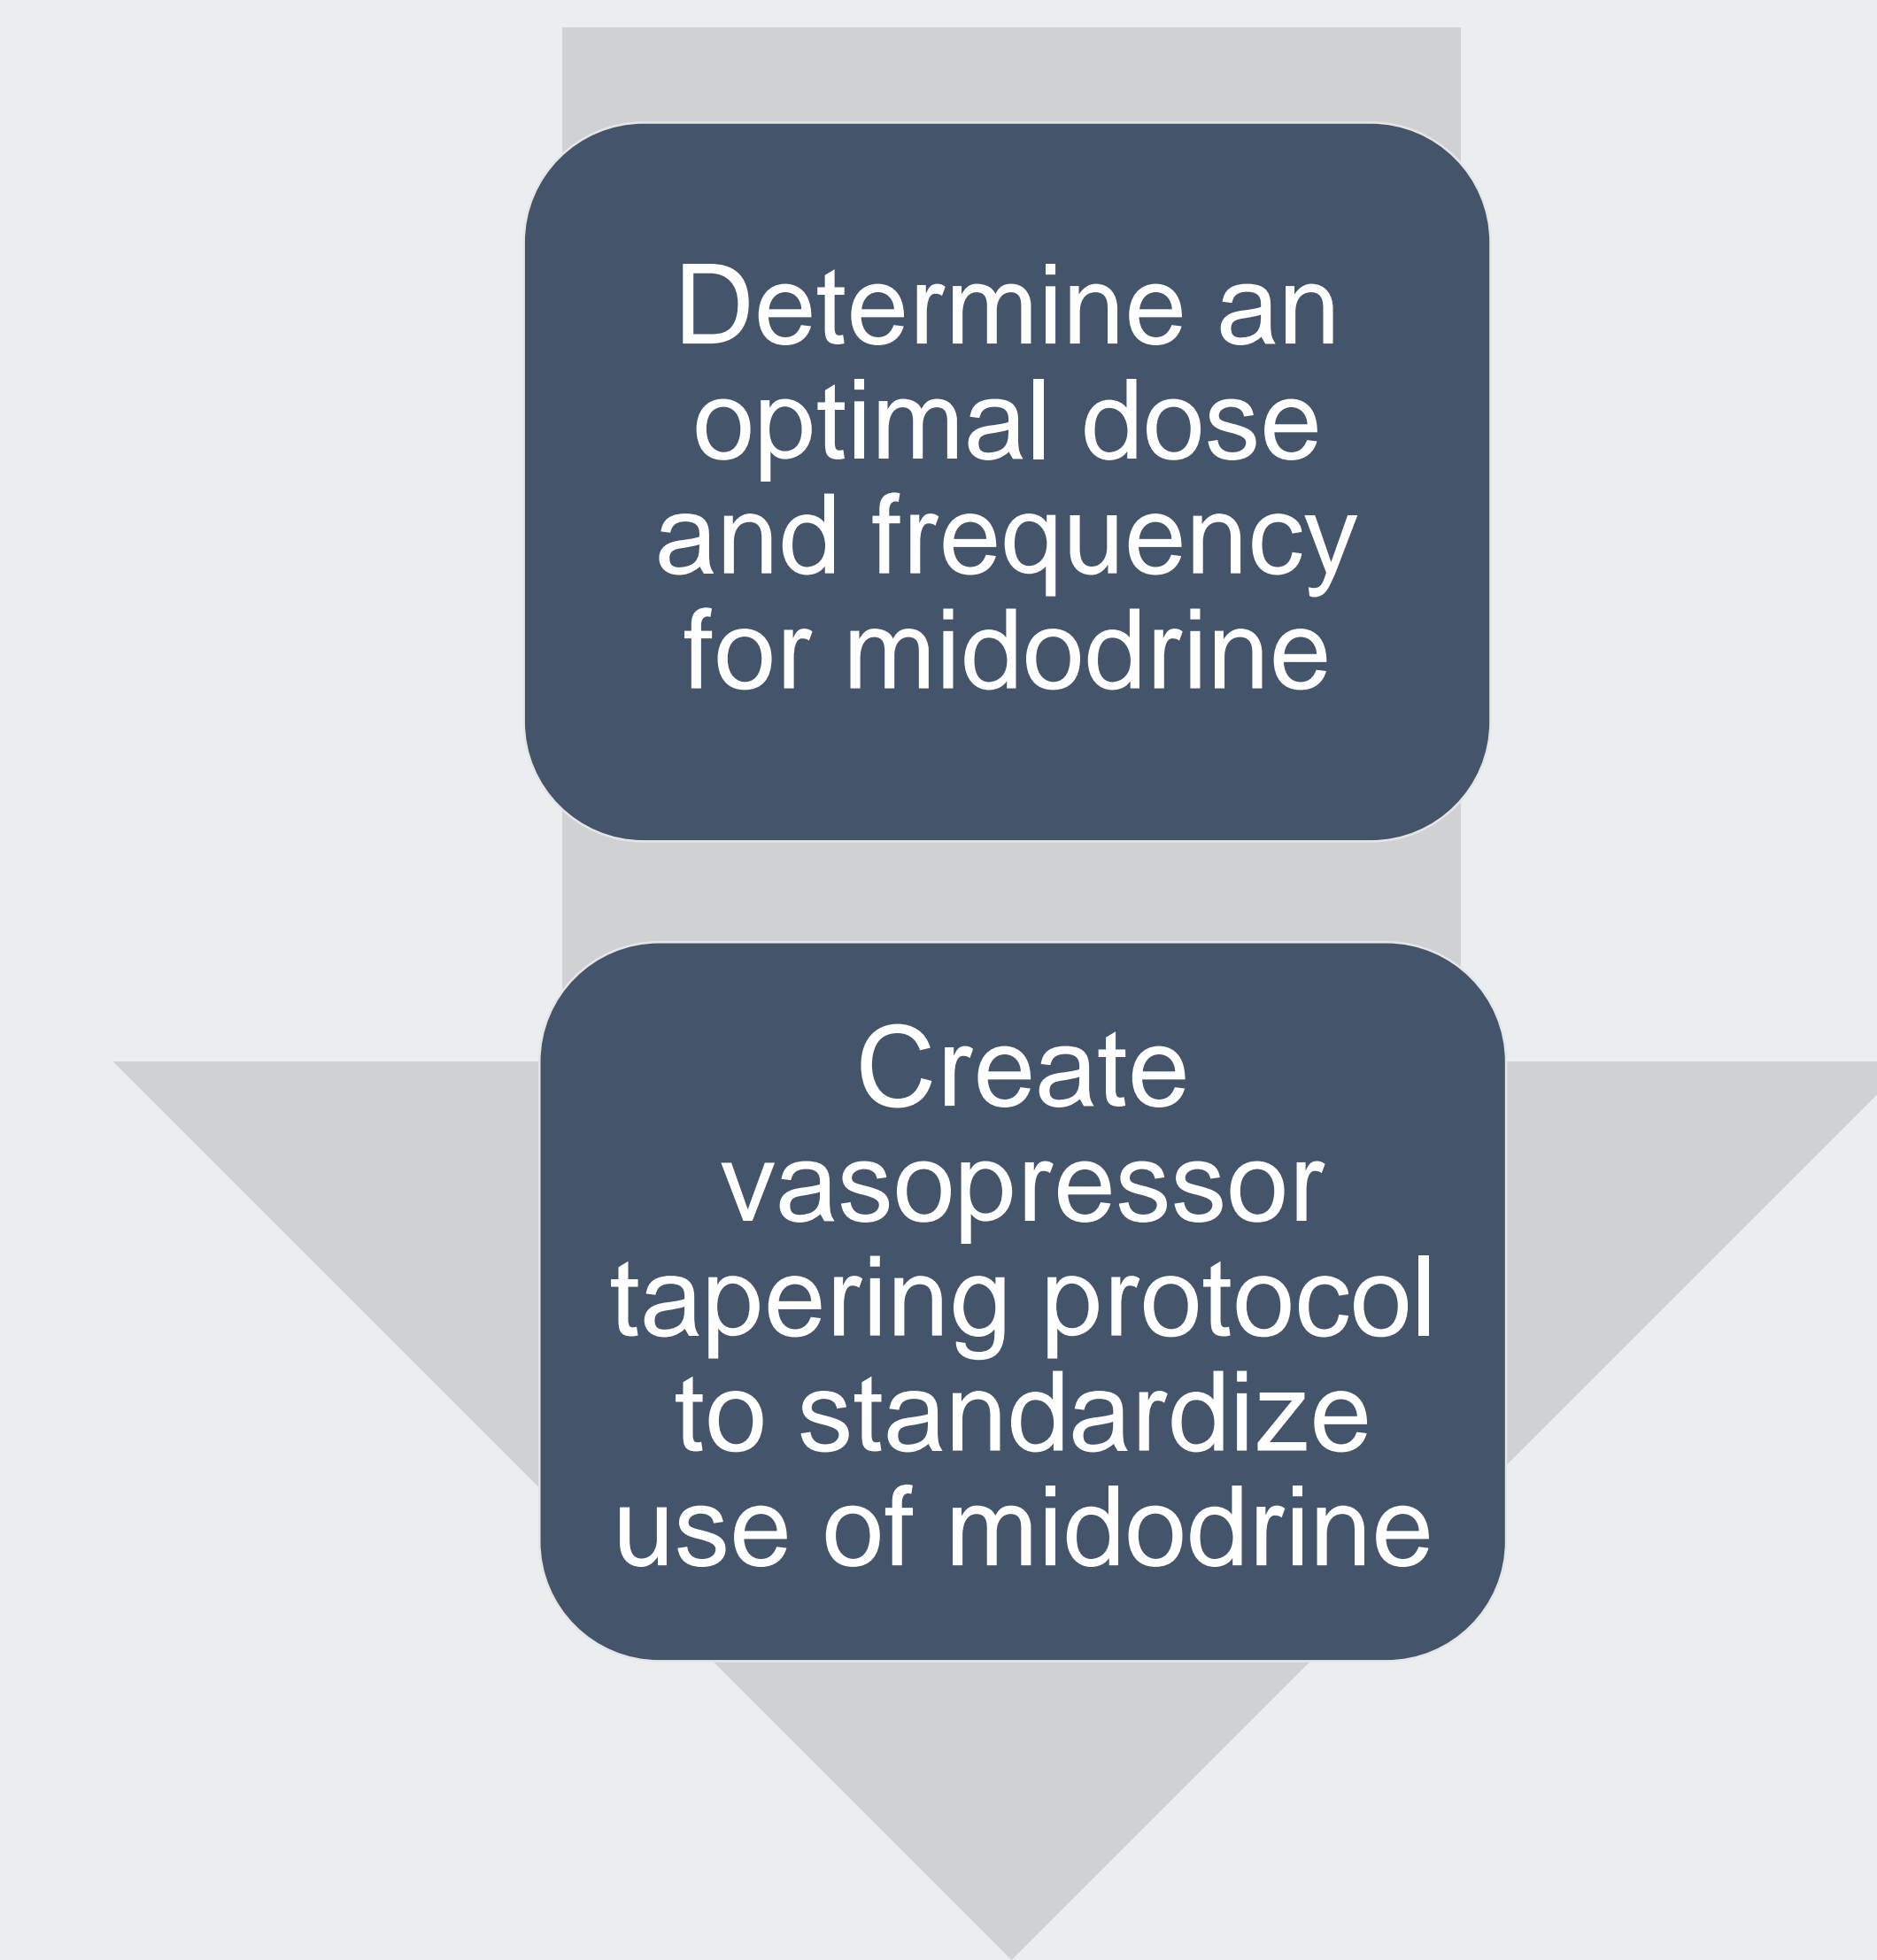 Determine an
optimal dose
and frequency
for midodrine
Create
vasopressor
tapering protocol
to standardize
use of midodrine